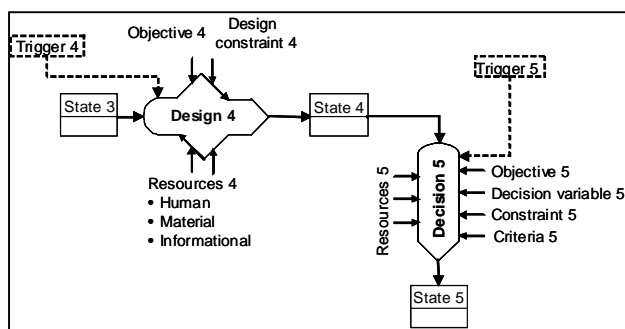 Objective 4
Design
constraint 4
Trigger 4
Trigger 5
State 3
Design 4
State 4
Resources 4
• Human
• Material
• Informational
Resources 5
Decision 5
Objective 5
Decision variable 5
Constraint 5
Criteria 5
State 5